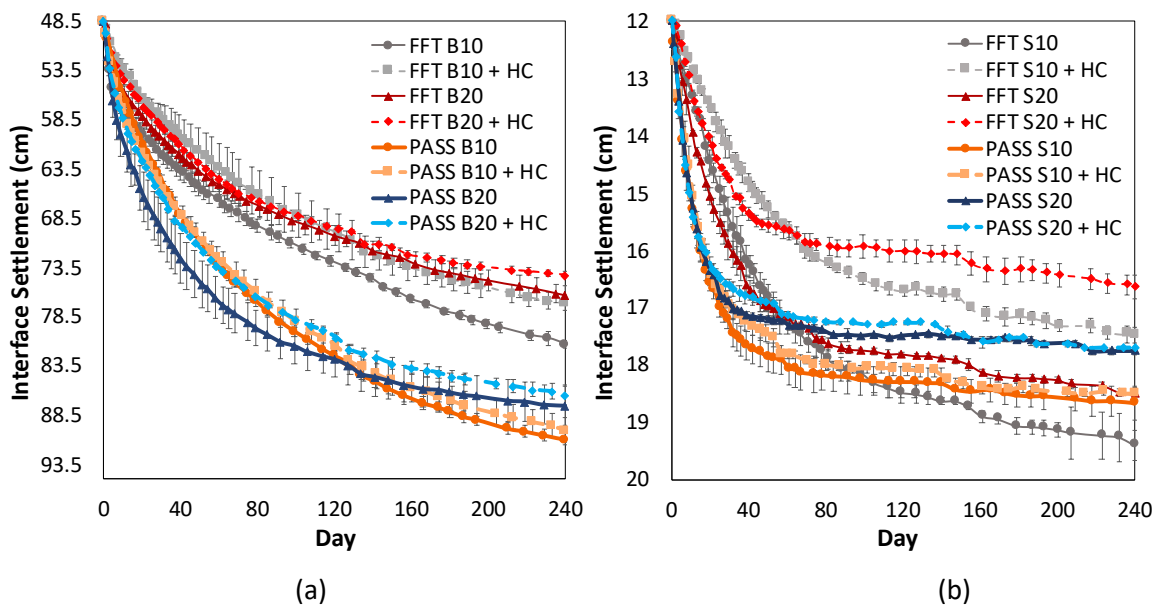 48.5
53.5
58.5
63.5
68.5
73.5
78.5
83.5
88.5
93.5
Interface Settlement (cm)
0 40 80 120 160 200 240
Day
FFT B10
FFT B10 + HC
FFT B20
FFT B20 + HC
PASS B10
PASS B10 + HC
PASS B20
PASS B20 + HC
(a)
12
13
14
15
16
17
18
19
20
Interface Settlement (cm)
0 40 80 120 160 200 240
Day
FFT S10
FFT S10 + HC
FFT S20
FFT S20 + HC
PASS S10
PASS S10 + HC
PASS S20
PASS S20 + HC
(b)